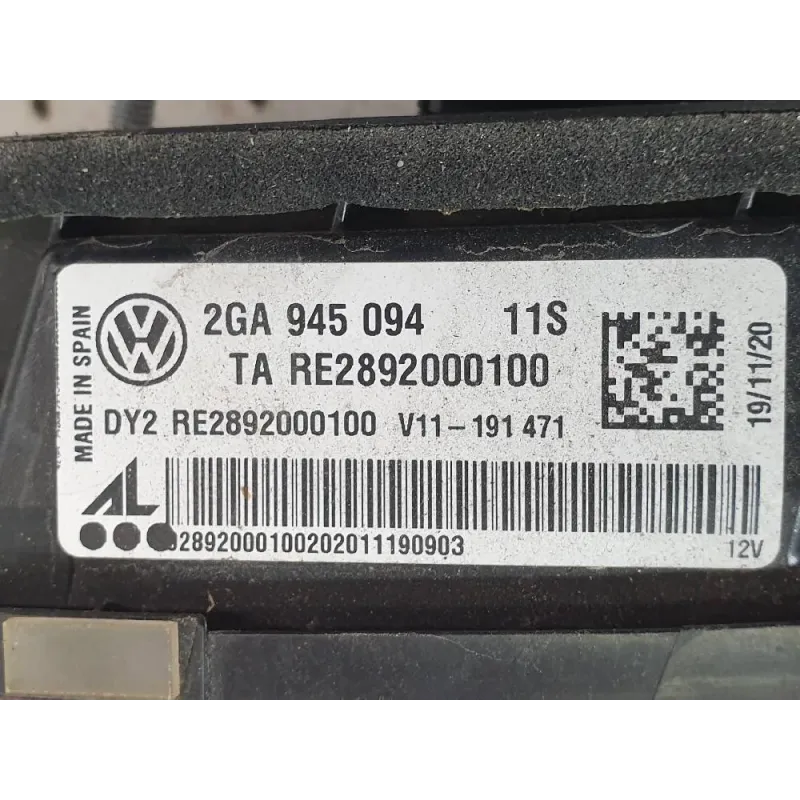 MADE IN SPAIN
2GA 945 094 11S
TA RE2892000100
DY2 RE2892000100 V11-191 471
19/11/20
AL
2892000100202011190903
12V